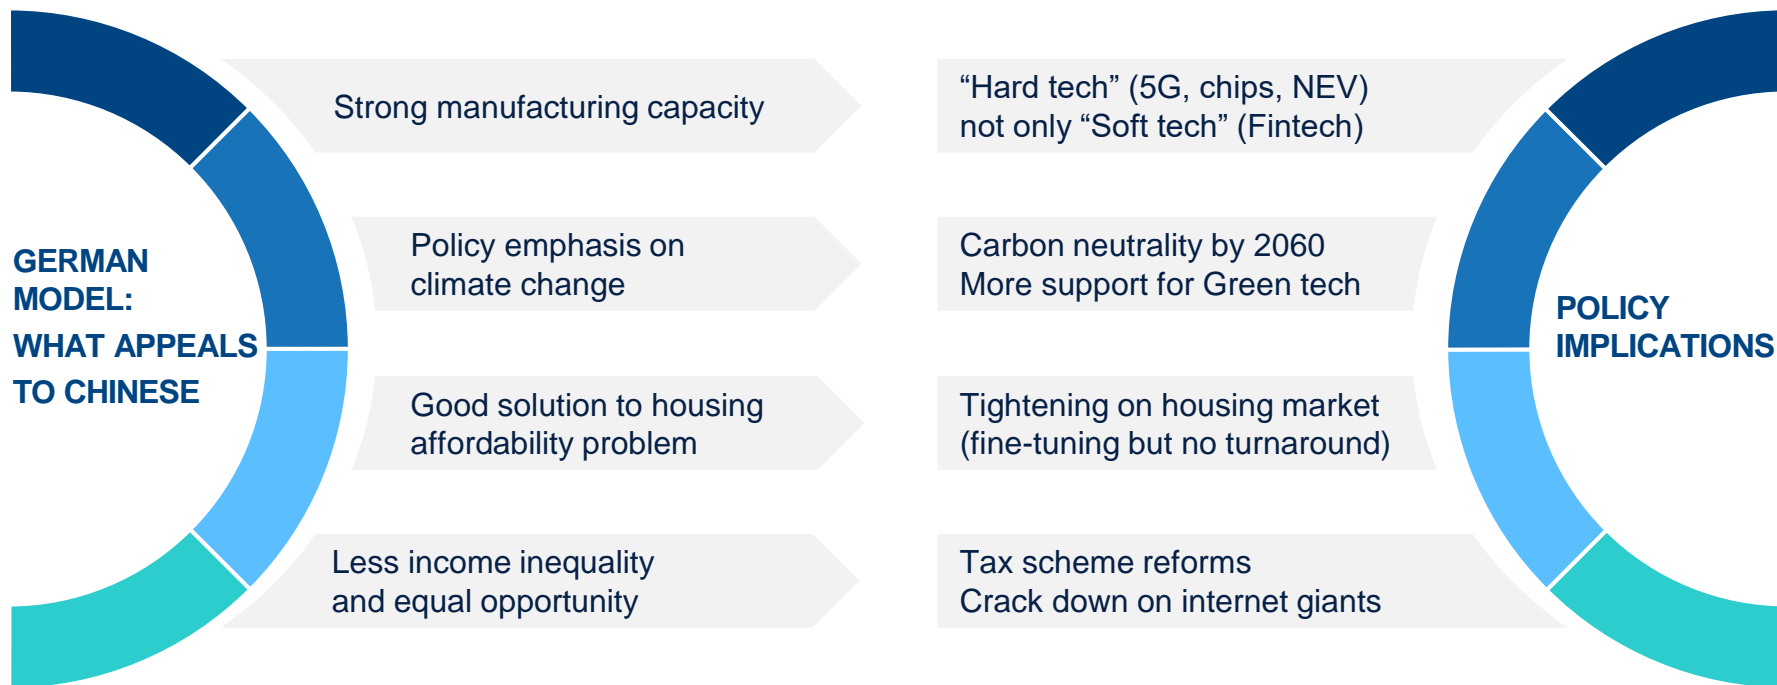 GERMAN
MODEL:
WHAT APPEALS
TO CHINESE
Strong manufacturing capacity
Policy emphasis on
climate change
Good solution to housing
affordability problem
Less income inequality
and equal opportunity
“Hard tech” (5G, chips, NEV)
not only “Soft tech” (Fintech)
Carbon neutrality by 2060
More support for Green tech
Tightening on housing market
(fine-tuning but no turnaround)
Tax scheme reforms
Crack down on internet giants
POLICY
IMPLICATIONS